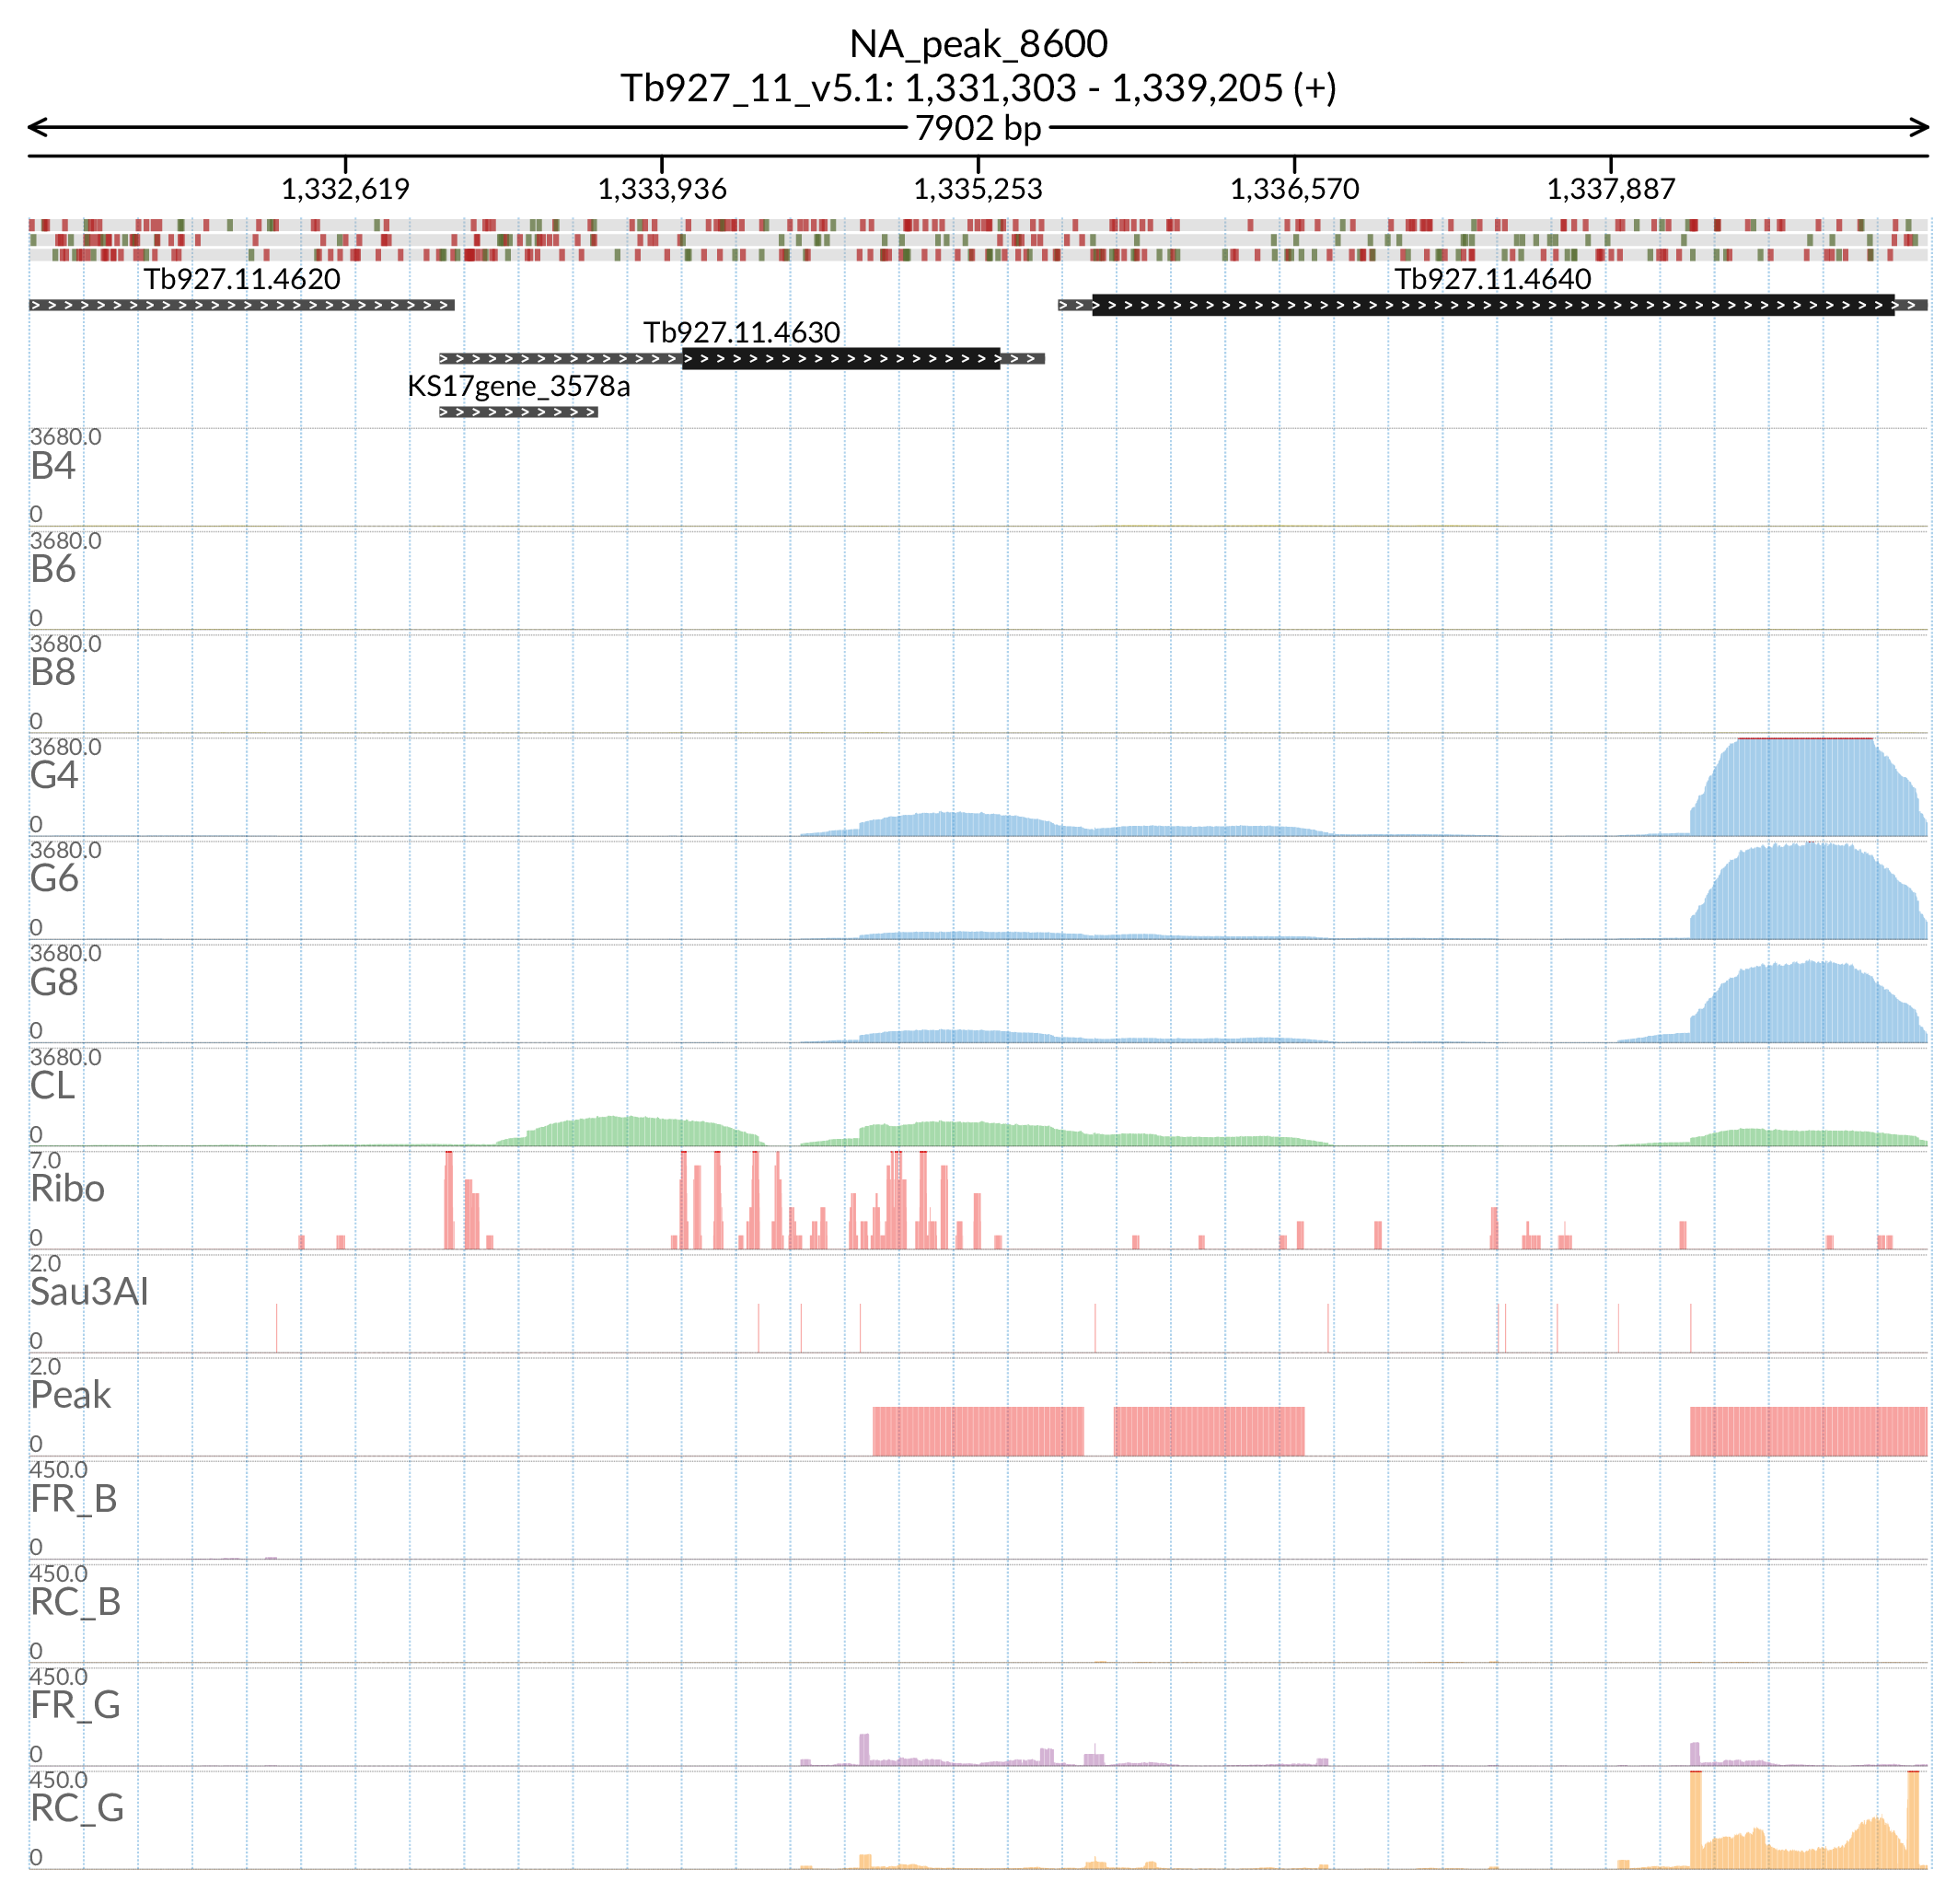 NA_peak_8600
Tb927_11_v5.1: 1,331,303 - 1,339,205 (+)
7902 bp
1,332,619 1,333,936 1,335,253 1,336,570 1,337,887
Tb927.11.4620 Tb927.11.4640
Tb927.11.4630
KS17gene_3578a
3680.0
B4
0
3680.0
B6
0
3680.0
B8
0
3680.0
G4
0
3680.0
G6
0
3680.0
G8
0
3680.0
CL
0
7.0
Ribo
0
2.0
Sau3AI
0
2.0
Peak
0
450.0
FR_B
0
450.0
RC_B
0
450.0
FR_G
0
450.0
RC_G
0